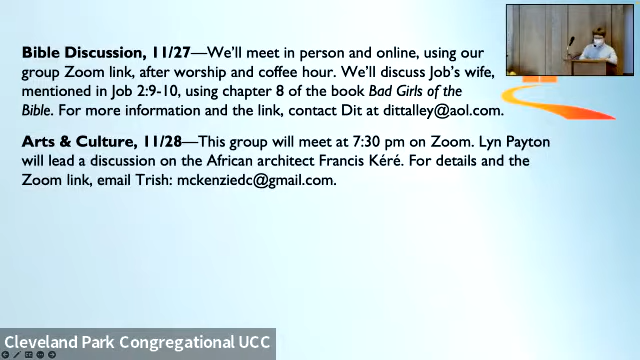 Bible Discussion, 11/27—We'll meet in person and online, using our
group Zoom link, after worship and coffee hour. We'll discuss Job's wife,
mentioned in Job 2:9-10, using chapter 8 of the book Bad Girls of the
Bible. For more information and the link, contact Dit at dittalley@aol.com.
Arts & Culture, 11/28—This group will meet at 7:30 pm on Zoom. Lyn Payton
will lead a discussion on the African architect Francis Kéré. For details and the
Zoom link, email Trish: mckenziedc@gmail.com.
Cleveland Park Congregational UCC